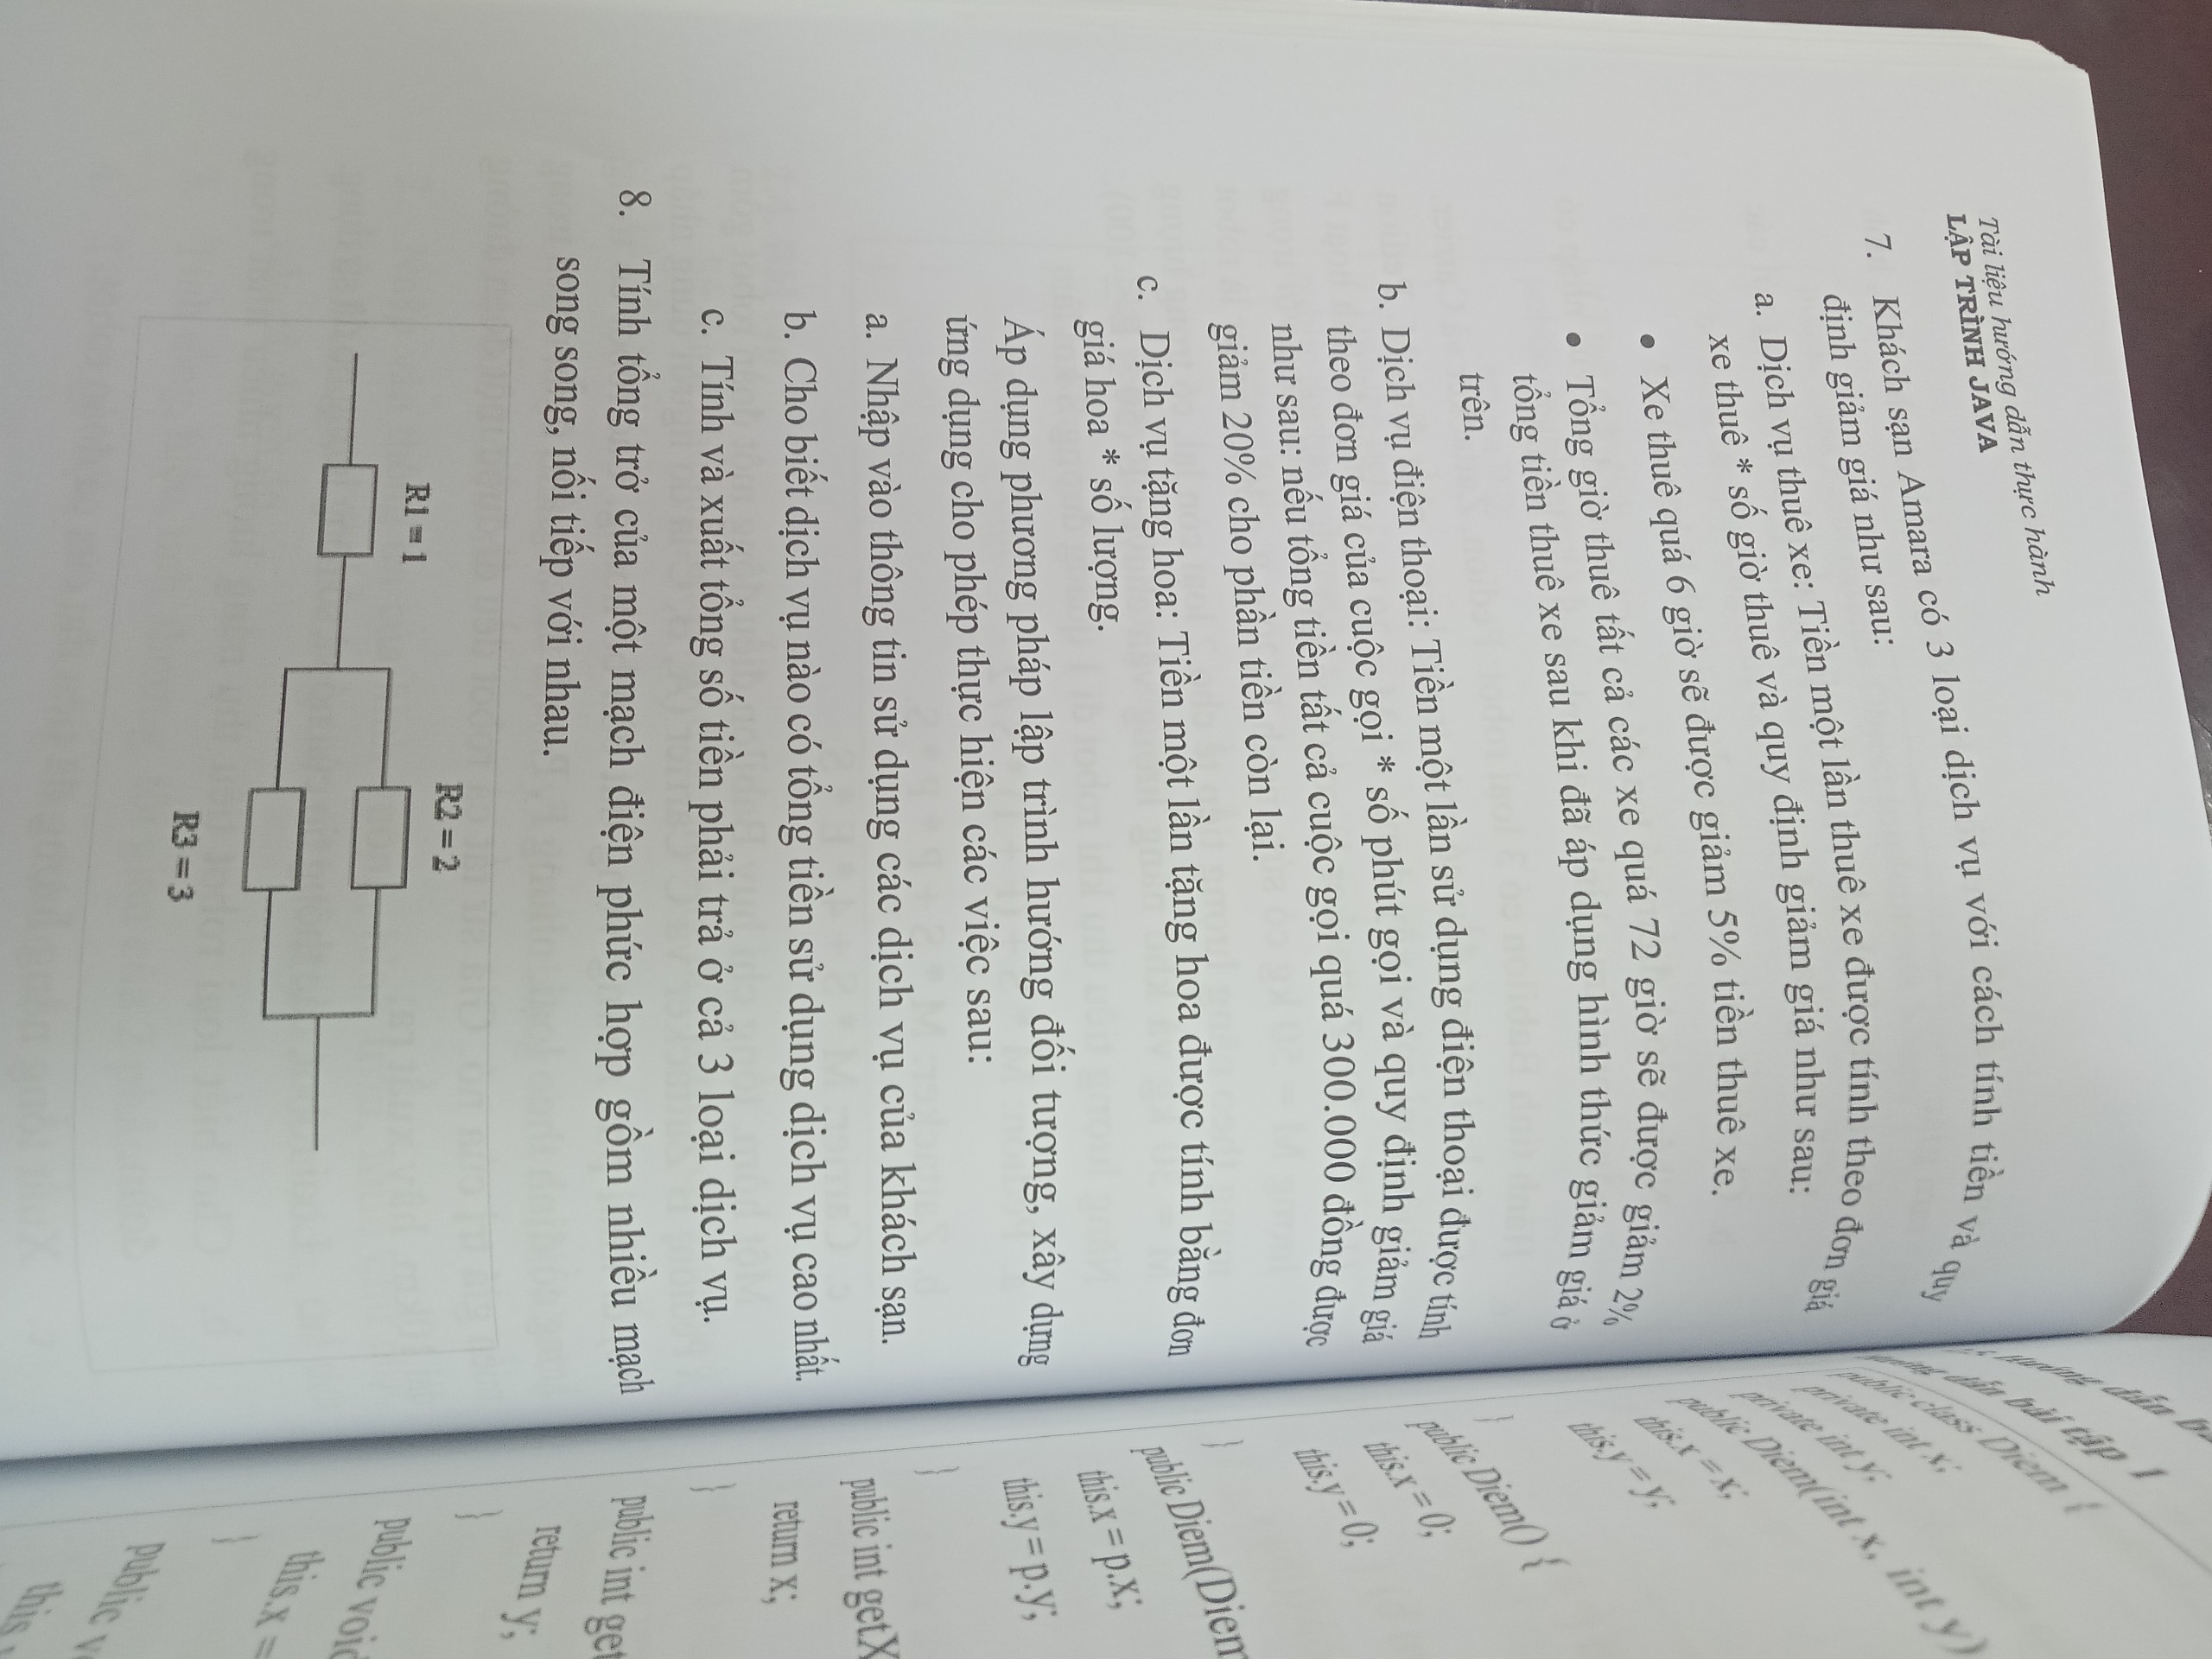 Tài liệu hướng dẫn thực hành
LẬP TRÌNH JAVA
7. Khách sạn Amara có 3 loại dịch vụ với cách tính tiền và quy
định giảm giá như sau:
a. Dịch vụ thuê xe: Tiền một lần thuê xe được tính theo đơn giá
xe thuê * số giờ thuê và quy định giảm giá như sau:
• Xe thuê quá 6 giờ sẽ được giảm 5% tiền thuê xe.
• Tổng giờ thuê tất cả các xe quá 72 giờ sẽ được giảm 2%
tổng tiền thuê xe sau khi đã áp dụng hình thức giảm giá ở
trên.
b. Dịch vụ điện thoại: Tiền một lần sử dụng điện thoại được tính
theo đơn giá của cuộc gọi * số phút gọi và quy định giảm giá
như sau: nếu tổng tiền tất cả cuộc gọi quá 300.000 đồng được
giảm 20% cho phần tiền còn lại.
c. Dịch vụ tặng hoa: Tiền một lần tặng hoa được tính bằng đơn
giá hoa * số lượng.
Áp dụng phương pháp lập trình hướng đối tượng, xây dựng
ứng dụng cho phép thực hiện các việc sau:
a. Nhập vào thông tin sử dụng các dịch vụ của khách sạn.
b. Cho biết dịch vụ nào có tổng tiền sử dụng dịch vụ cao nhất.
c. Tính và xuất tổng số tiền phải trả ở cả 3 loại dịch vụ.
8. Tính tổng trở của một mạch điện phức hợp gồm nhiều mạch
song song, nối tiếp với nhau.
R1 = 1
R2 = 2
R3 = 3
hướng dẫn bài tập 1
public class Diem {
private int x;
private int y;
public Diem(int x, int y)
this.x = x;
this.y = y;
}
public Diem() {
this.x = 0;
this.y = 0;
}
public Diem(Diem
this.x = p.x;
this.y = p.y;
}
public int getX
return x;
}
public int get
return y;
}
public void
this.x =
}
public
this